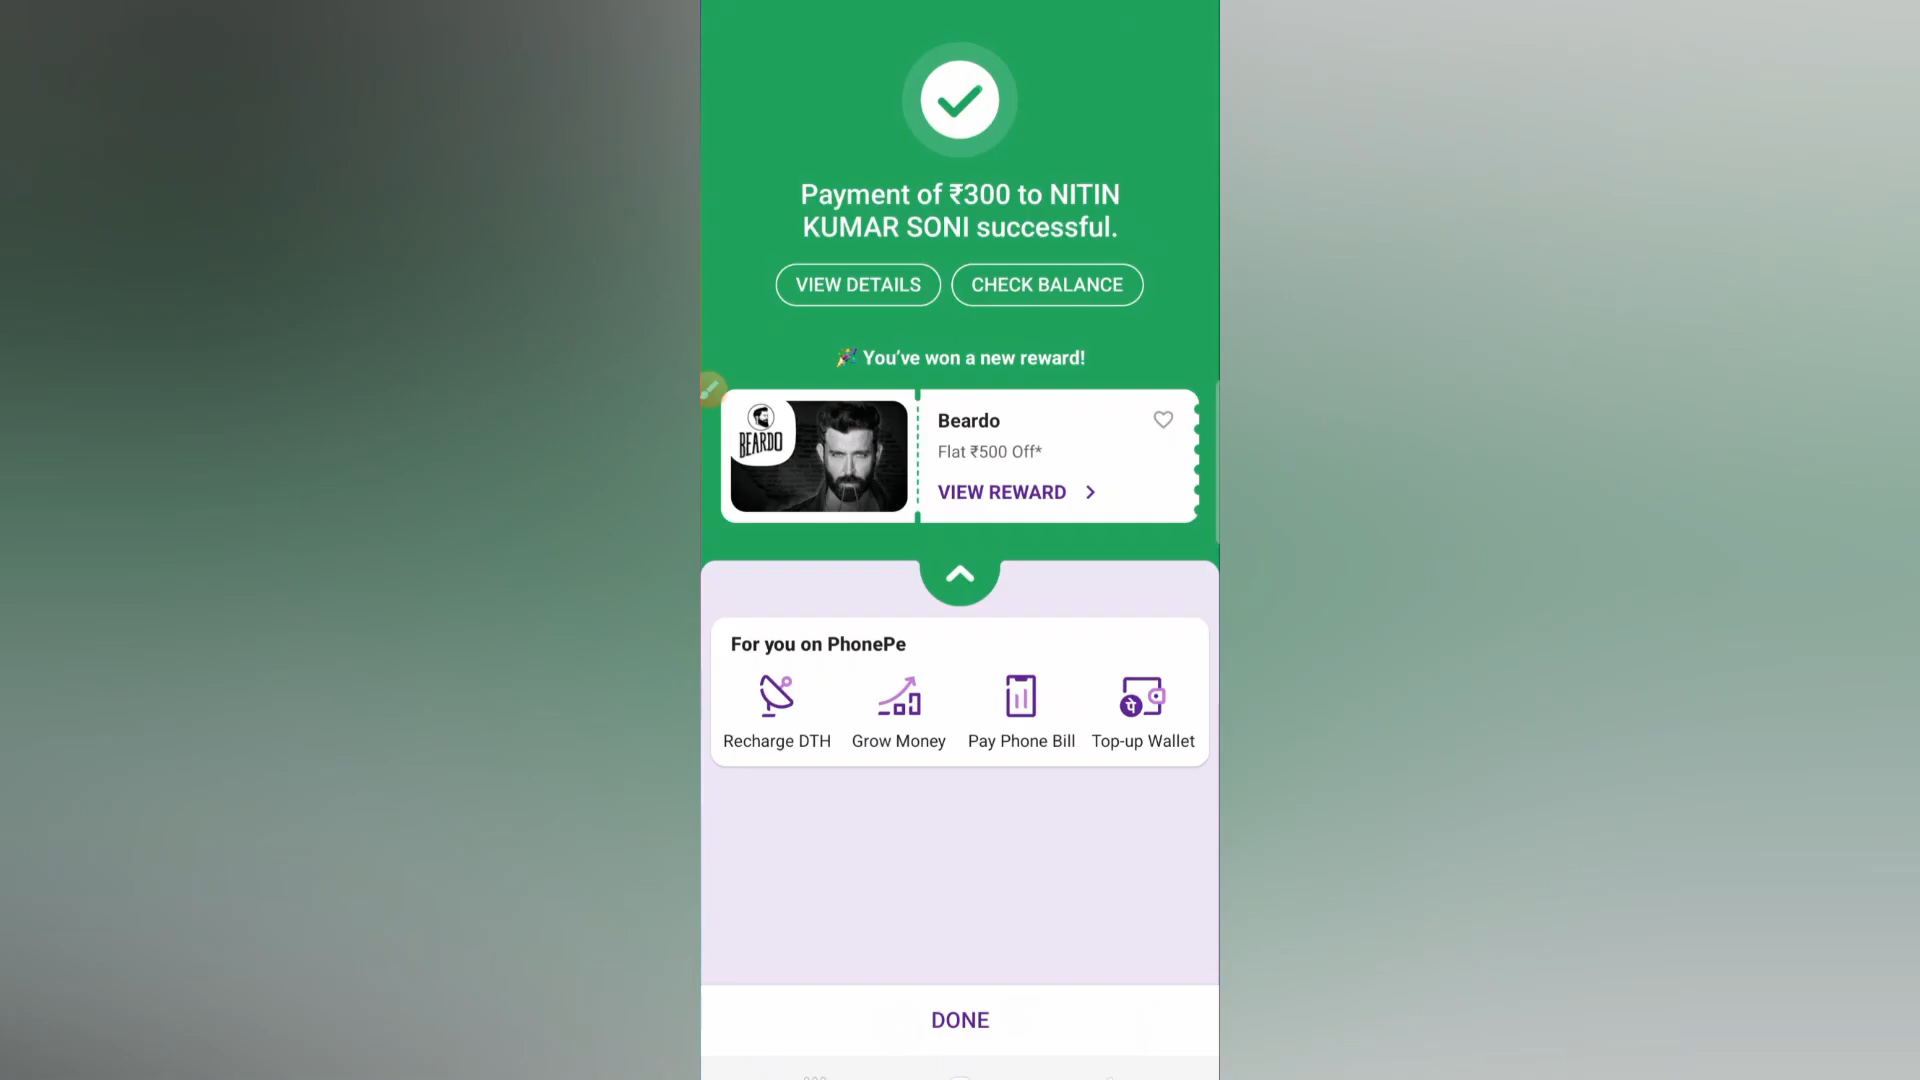 Payment of ₹300 to NITIN
KUMAR SONI successful.
VIEW DETAILS
CHECK BALANCE
You've won a new reward!
BEARDO
Beardo
Flat ₹500 Off*
VIEW REWARD
For you on PhonePe
Recharge DTH
Grow Money
Pay Phone Bill
पे
Top-up Wallet
DONE